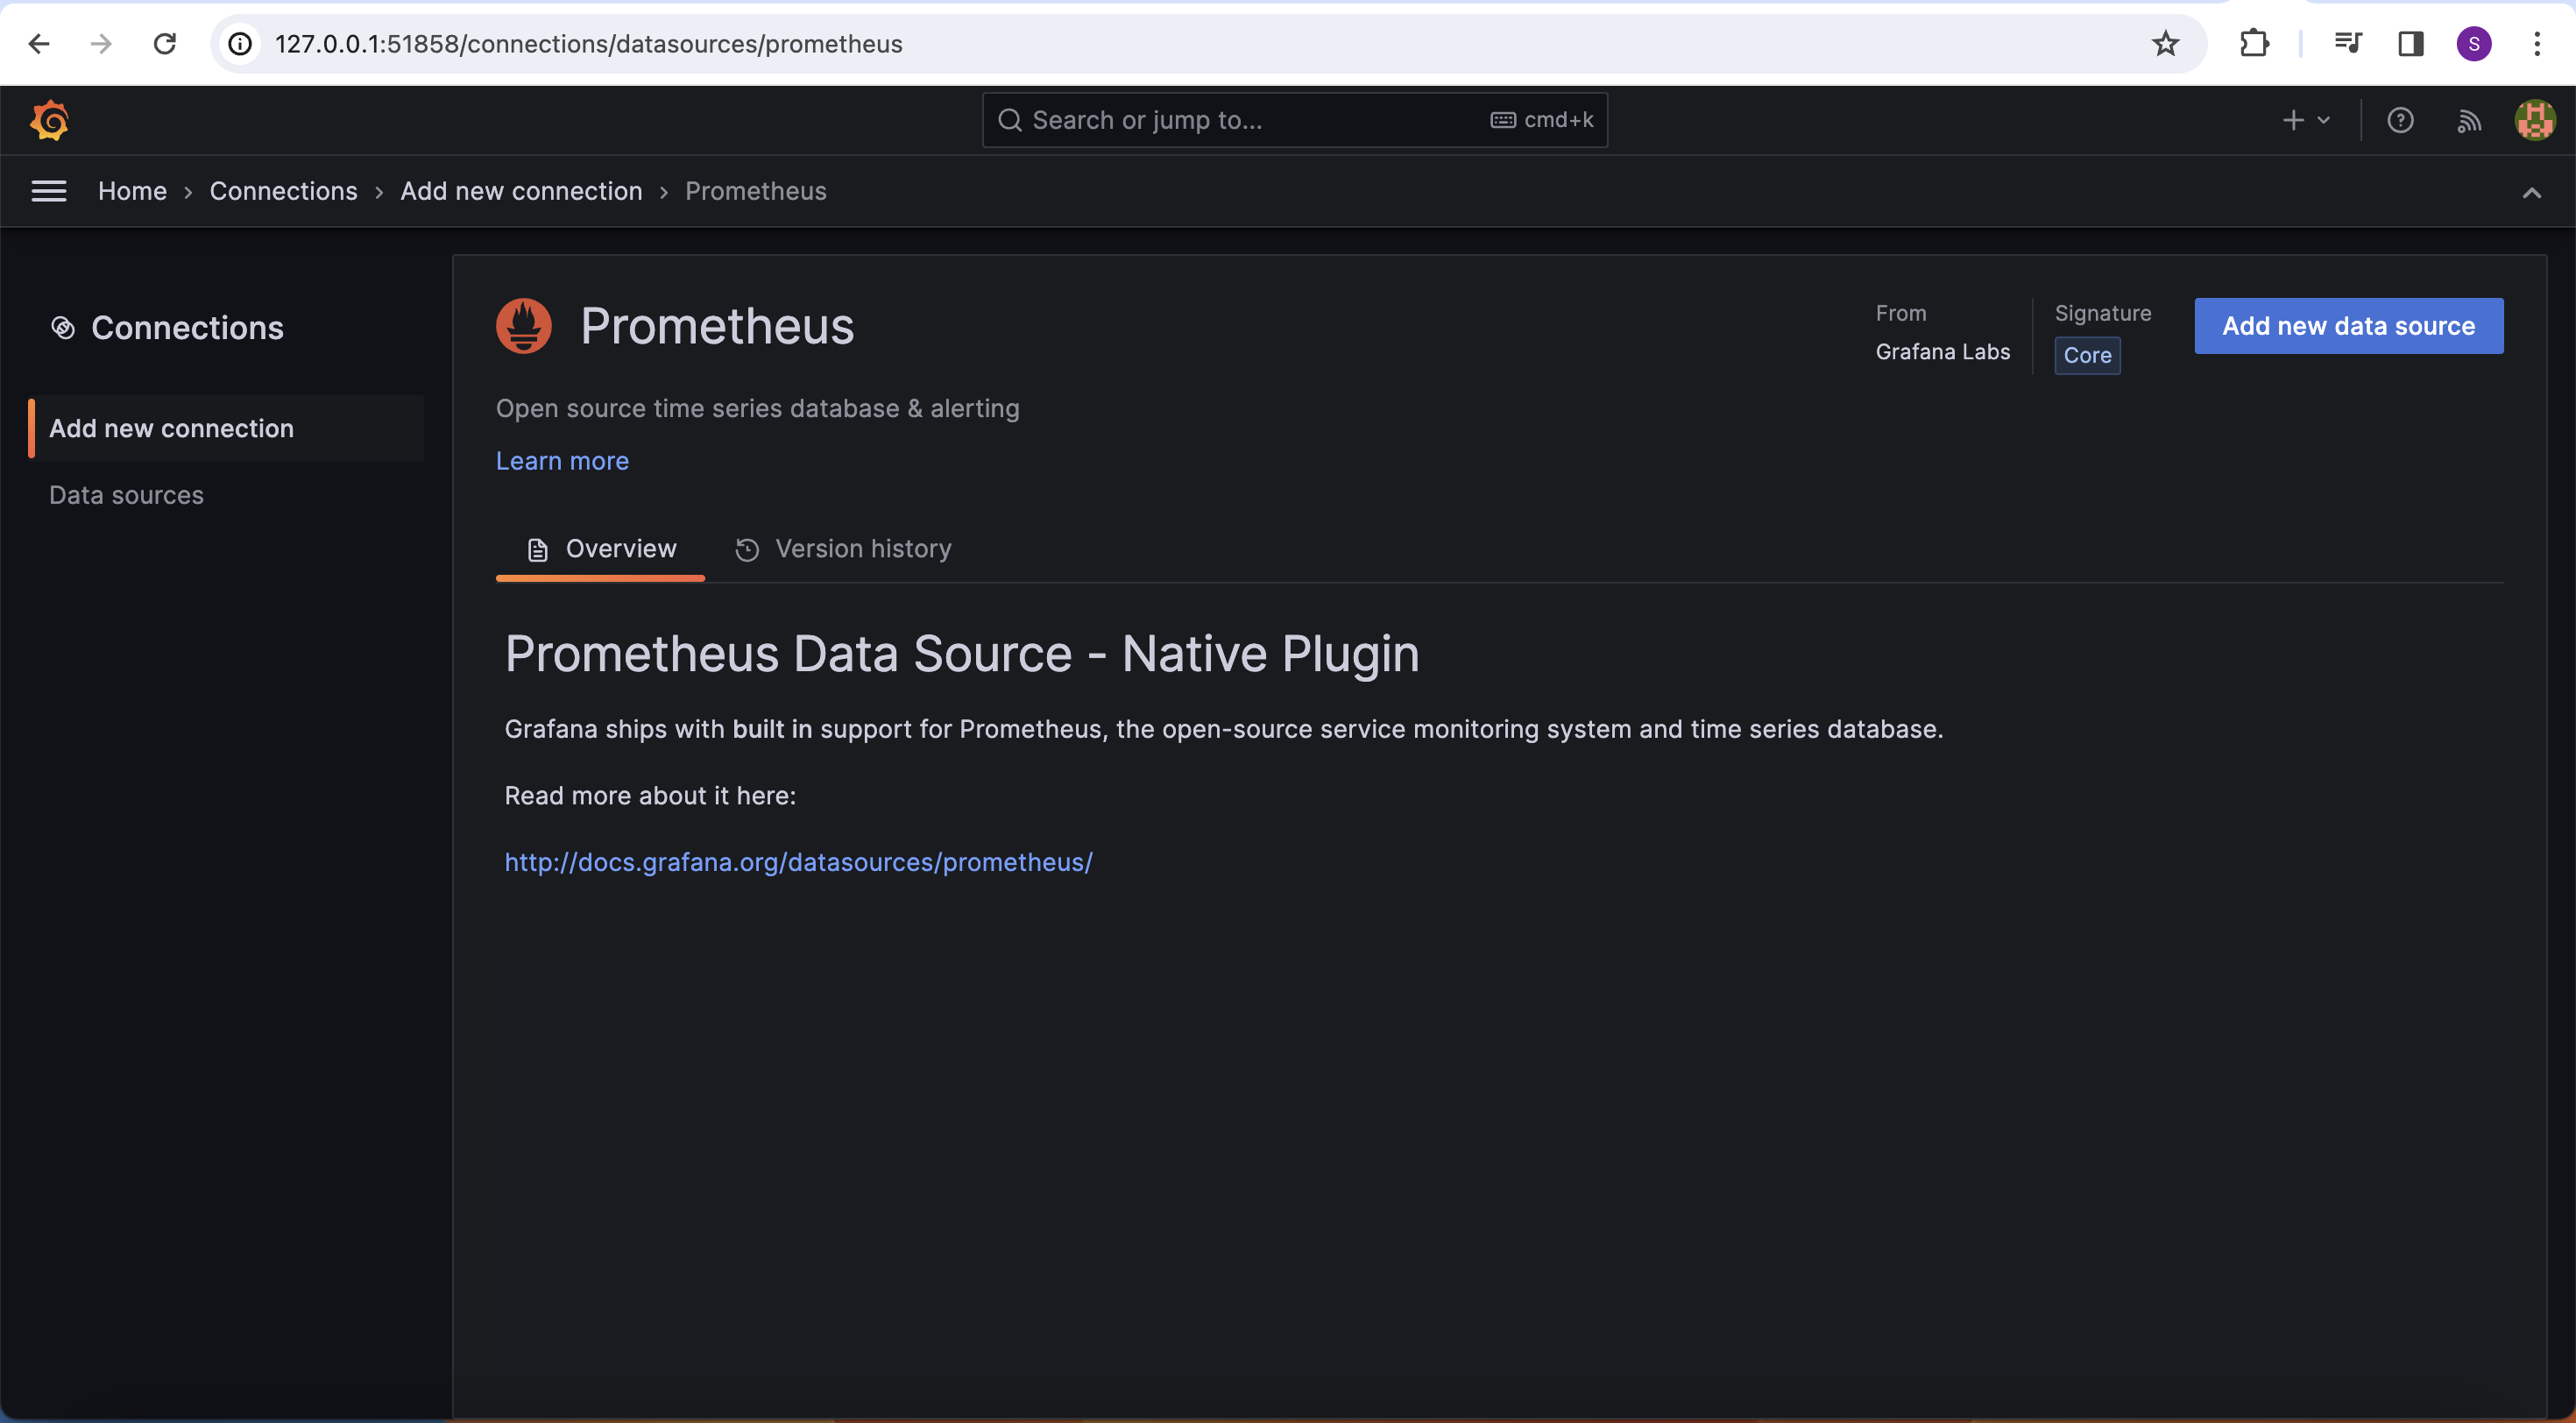 127.0.0.1:51858/connections/datasources/prometheus
S
Search or jump to...
cmd+k
Home › Connections › Add new connection › Prometheus
Connections
Add new connection
Data sources
Prometheus
From
Grafana Labs
Signature
Core
Add new data source
Open source time series database & alerting
Learn more
Overview
Version history
Prometheus Data Source - Native Plugin
Grafana ships with built in support for Prometheus, the open-source service monitoring system and time series database.
Read more about it here:
http://docs.grafana.org/datasources/prometheus/